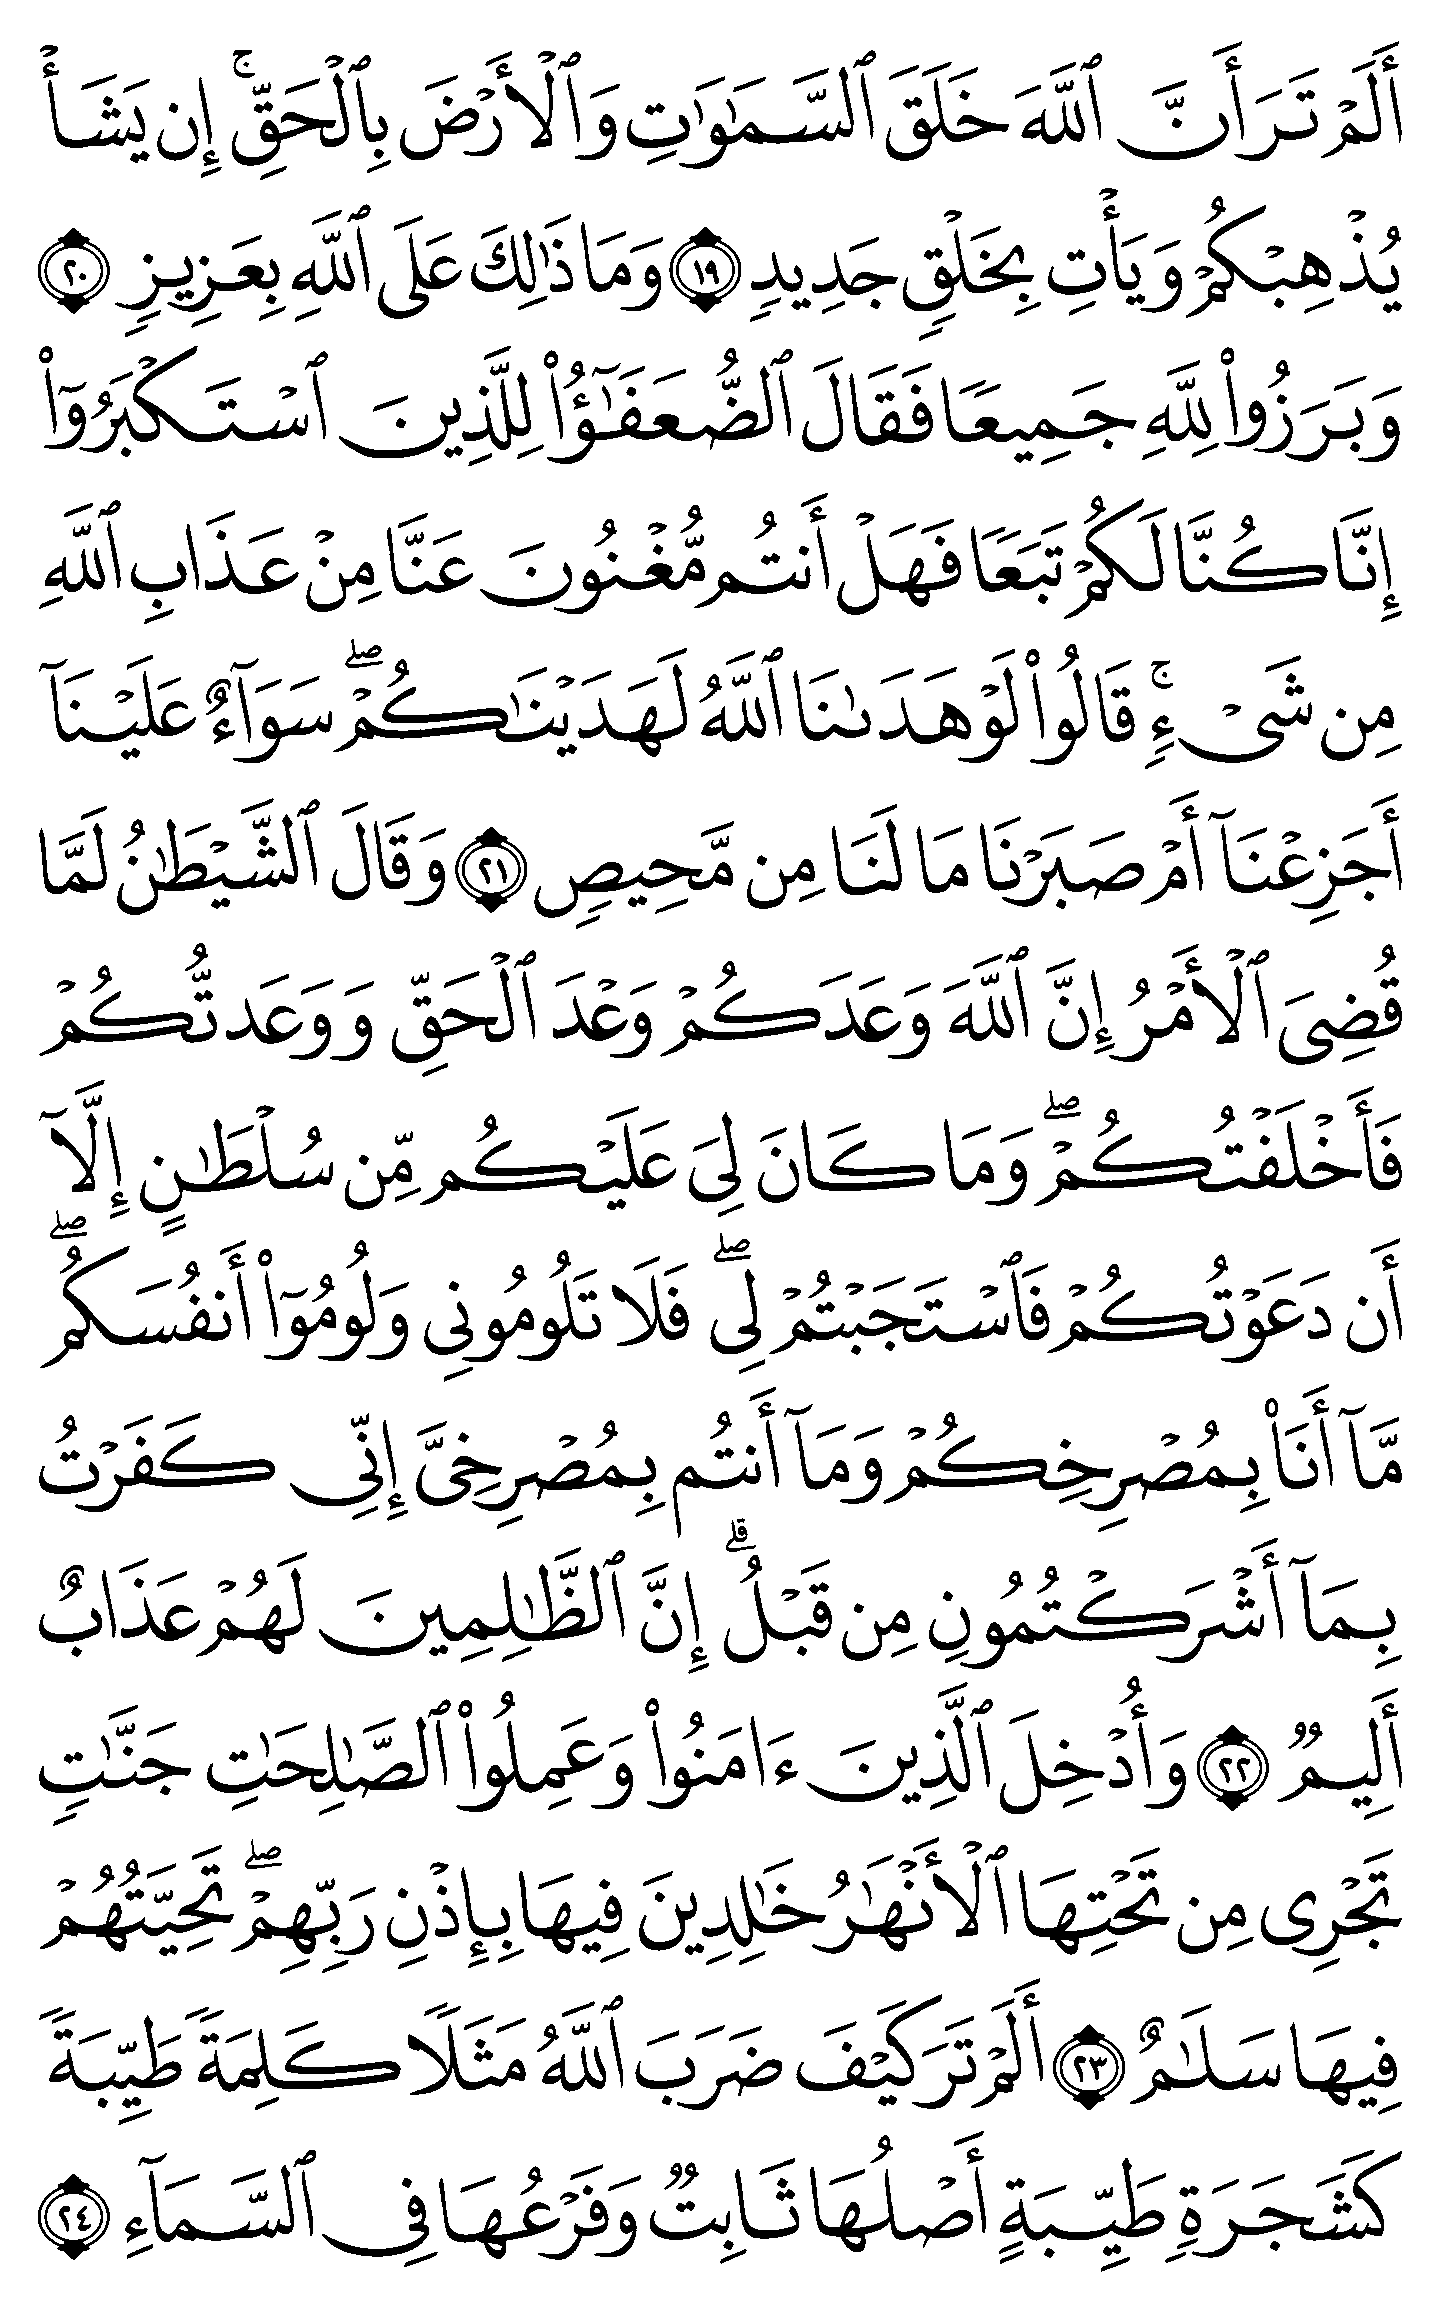 أَلَمۡ تَرَ أَنَّ ٱللَّهَ خَلَقَ ٱلسَّمَٰوَٰتِ وَٱلۡأَرۡضَ بِٱلۡحَقِّۚ إِن يَشَأۡ
يُذۡهِبۡكُمۡ وَيَأۡتِ بِخَلۡقٖ جَدِيدٖ ١٩ وَمَا ذَٰلِكَ عَلَى ٱللَّهِ بِعَزِيزٖ ٢٠
وَبَرَزُواْ لِلَّهِ جَمِيعٗا فَقَالَ ٱلضُّعَفَٰٓؤُاْ لِلَّذِينَ ٱسۡتَكۡبَرُوٓاْ
إِنَّا كُنَّا لَكُمۡ تَبَعٗا فَهَلۡ أَنتُم مُّغۡنُونَ عَنَّا مِنۡ عَذَابِ ٱللَّهِ
مِن شَيۡءٖۚ قَالُواْ لَوۡ هَدَىٰنَا ٱللَّهُ لَهَدَيۡنَٰكُمۡۖ سَوَآءٌ عَلَيۡنَآ
أَجَزِعۡنَآ أَمۡ صَبَرۡنَا مَا لَنَا مِن مَّحِيصٖ ٢١ وَقَالَ ٱلشَّيۡطَٰنُ لَمَّا
قُضِيَ ٱلۡأَمۡرُ إِنَّ ٱللَّهَ وَعَدَكُمۡ وَعۡدَ ٱلۡحَقِّ وَوَعَدتُّكُمۡ
فَأَخۡلَفۡتُكُمۡۖ وَمَا كَانَ لِيَ عَلَيۡكُم مِّن سُلۡطَٰنٍ إِلَّآ
أَن دَعَوۡتُكُمۡ فَٱسۡتَجَبۡتُمۡ لِيۖ فَلَا تَلُومُونِي وَلُومُوٓاْ أَنفُسَكُمۖ
مَّآ أَنَا۠ بِمُصۡرِخِكُمۡ وَمَآ أَنتُم بِمُصۡرِخِيَّ إِنِّي كَفَرۡتُ
بِمَآ أَشۡرَكۡتُمُونِ مِن قَبۡلُۗ إِنَّ ٱلظَّٰلِمِينَ لَهُمۡ عَذَابٌ
أَلِيمٞ ٢٢ وَأُدۡخِلَ ٱلَّذِينَ ءَامَنُواْ وَعَمِلُواْ ٱلصَّٰلِحَٰتِ جَنَّٰتٖ
تَجۡرِي مِن تَحۡتِهَا ٱلۡأَنۡهَٰرُ خَٰلِدِينَ فِيهَا بِإِذۡنِ رَبِّهِمۡۖ تَحِيَّتُهُمۡ
فِيهَا سَلَٰمٌ ٢٣ أَلَمۡ تَرَ كَيۡفَ ضَرَبَ ٱللَّهُ مَثَلٗا كَلِمَةٗ طَيِّبَةٗ
كَشَجَرَةٖ طَيِّبَةٍ أَصۡلُهَا ثَابِتٞ وَفَرۡعُهَا فِي ٱلسَّمَآءِ ٢٤